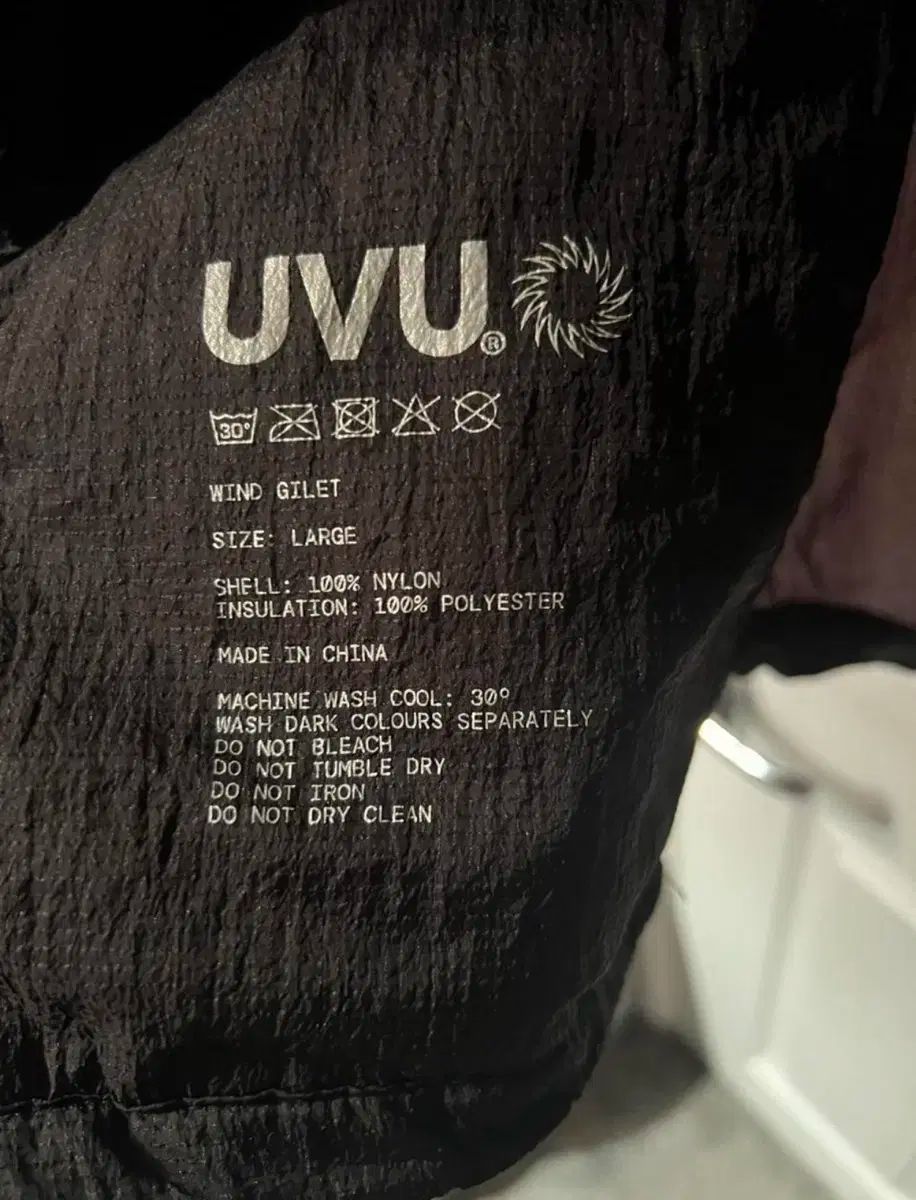 UVU®
30°
WIND GILET
SIZE: LARGE
SHELL: 100% NYLON
INSULATION: 100% POLYESTER
MADE IN CHINA
MACHINE WASH COOL: 30°
WASH DARK COLOURS SEPARATELY
DO NOT BLEACH
DO NOT TUMBLE DRY
DO NOT IRON
DO NOT DRY CLEAN